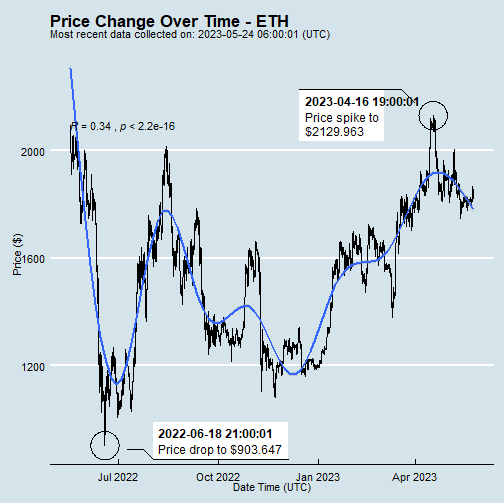 Price Change Over Time - ETH
Most recent data collected on: 2023-05-24 06:00:01 (UTC)
2023-04-16 19:00:01
Price spike to
$2129.963
R = 0.34 , p < 2.2e-16
2000
1600
1200
Price ($)
2022-06-18 21:00:01
Price drop to $903.647
Jul 2022
Oct 2022
Jan 2023
Apr 2023
Date Time (UTC)